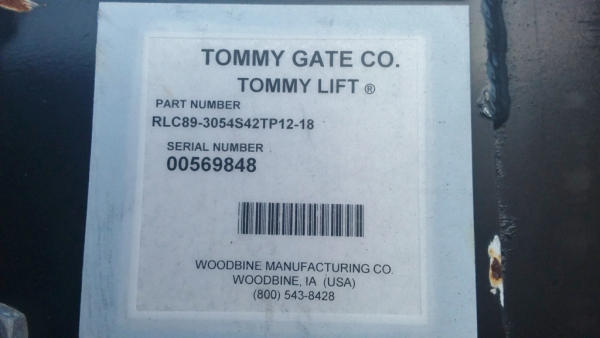 TOMMY GATE CO.
TOMMY LIFT ®
PART NUMBER
RLC89-3054S42TP12-18
SERIAL NUMBER
00569848
WOODBINE MANUFACTURING CO.
WOODBINE, IA (USA)
(800) 543-8428